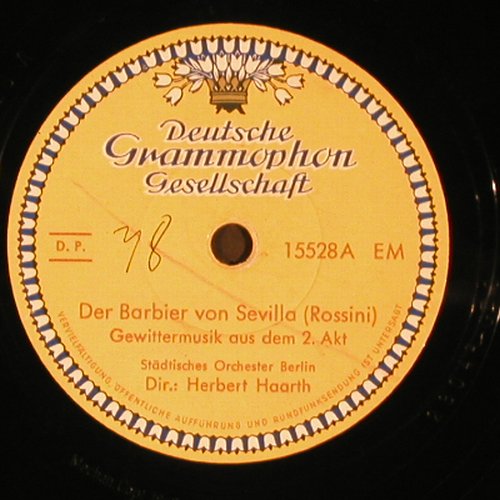 Deutsche
Grammophon
Gesellschaft
D. P.
78
15528A EM
Der Barbier von Sevilla (Rossini)
Gewittermusik aus dem 2. Akt
Städtisches Orchester Berlin
Dir.: Herbert Haarth
VERVIELFÄLTIGUNG, ÖFFENTLICHE AUFFÜHRUNG UND RUNDFUNKSENDUNG IST UNTERSAGT